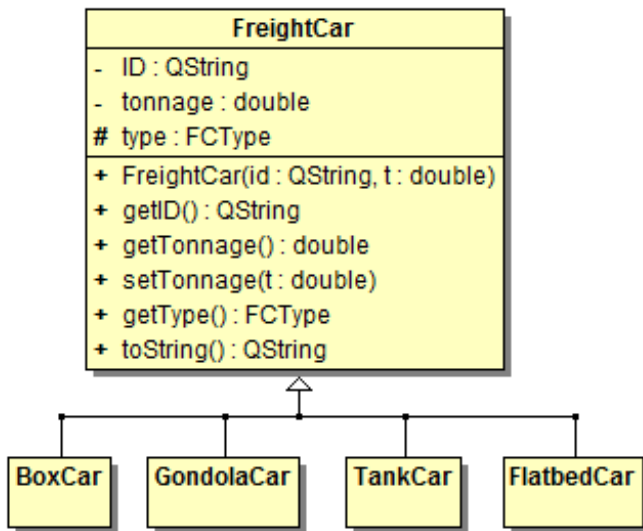 FreightCar
- ID : QString
- tonnage : double
# type : FCType
+ FreightCar(id : QString, t : double)
+ getID() : QString
+ getTonnage() : double
+ setTonnage(t : double)
+ getType() : FCType
+ toString() : QString
BoxCar GondolaCar TankCar FlatbedCar